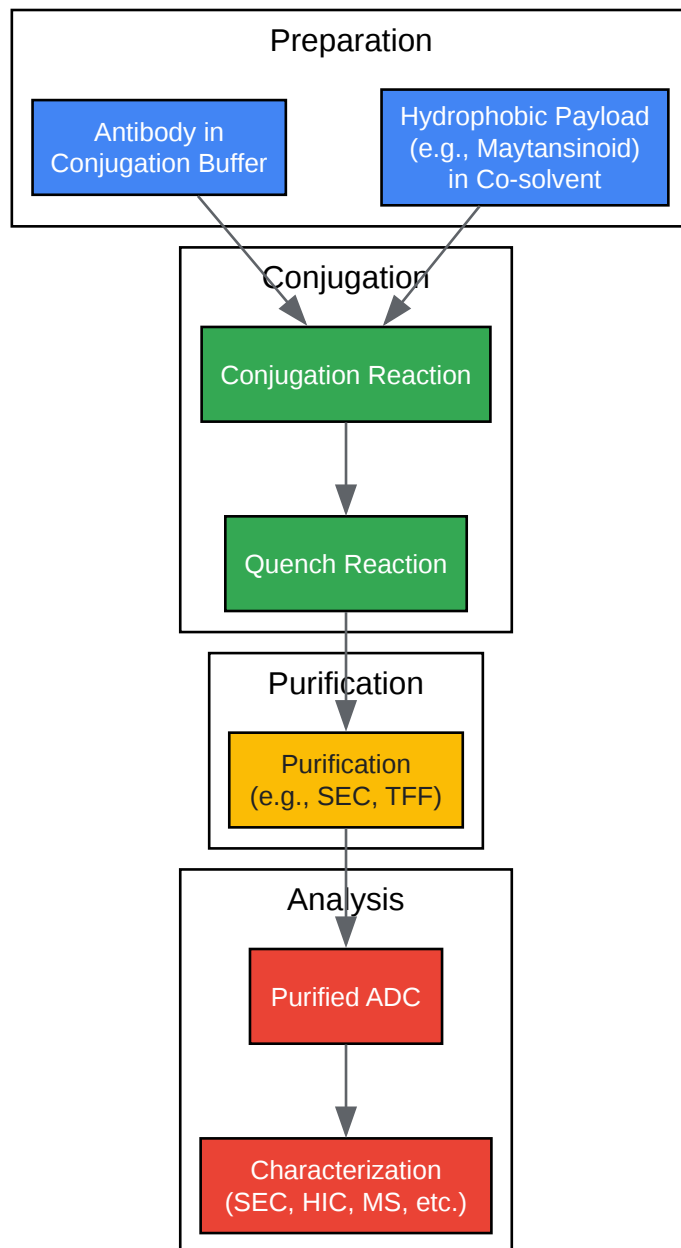 Preparation
Antibody in
Conjugation Buffer
Hydrophobic Payload
(e.g., Maytansinoid)
in Co-solvent
Conjugation
Conjugation Reaction
Quench Reaction
Purification
Purification
(e.g., SEC, TFF)
Analysis
Purified ADC
Characterization
(SEC, HIC, MS, etc.)